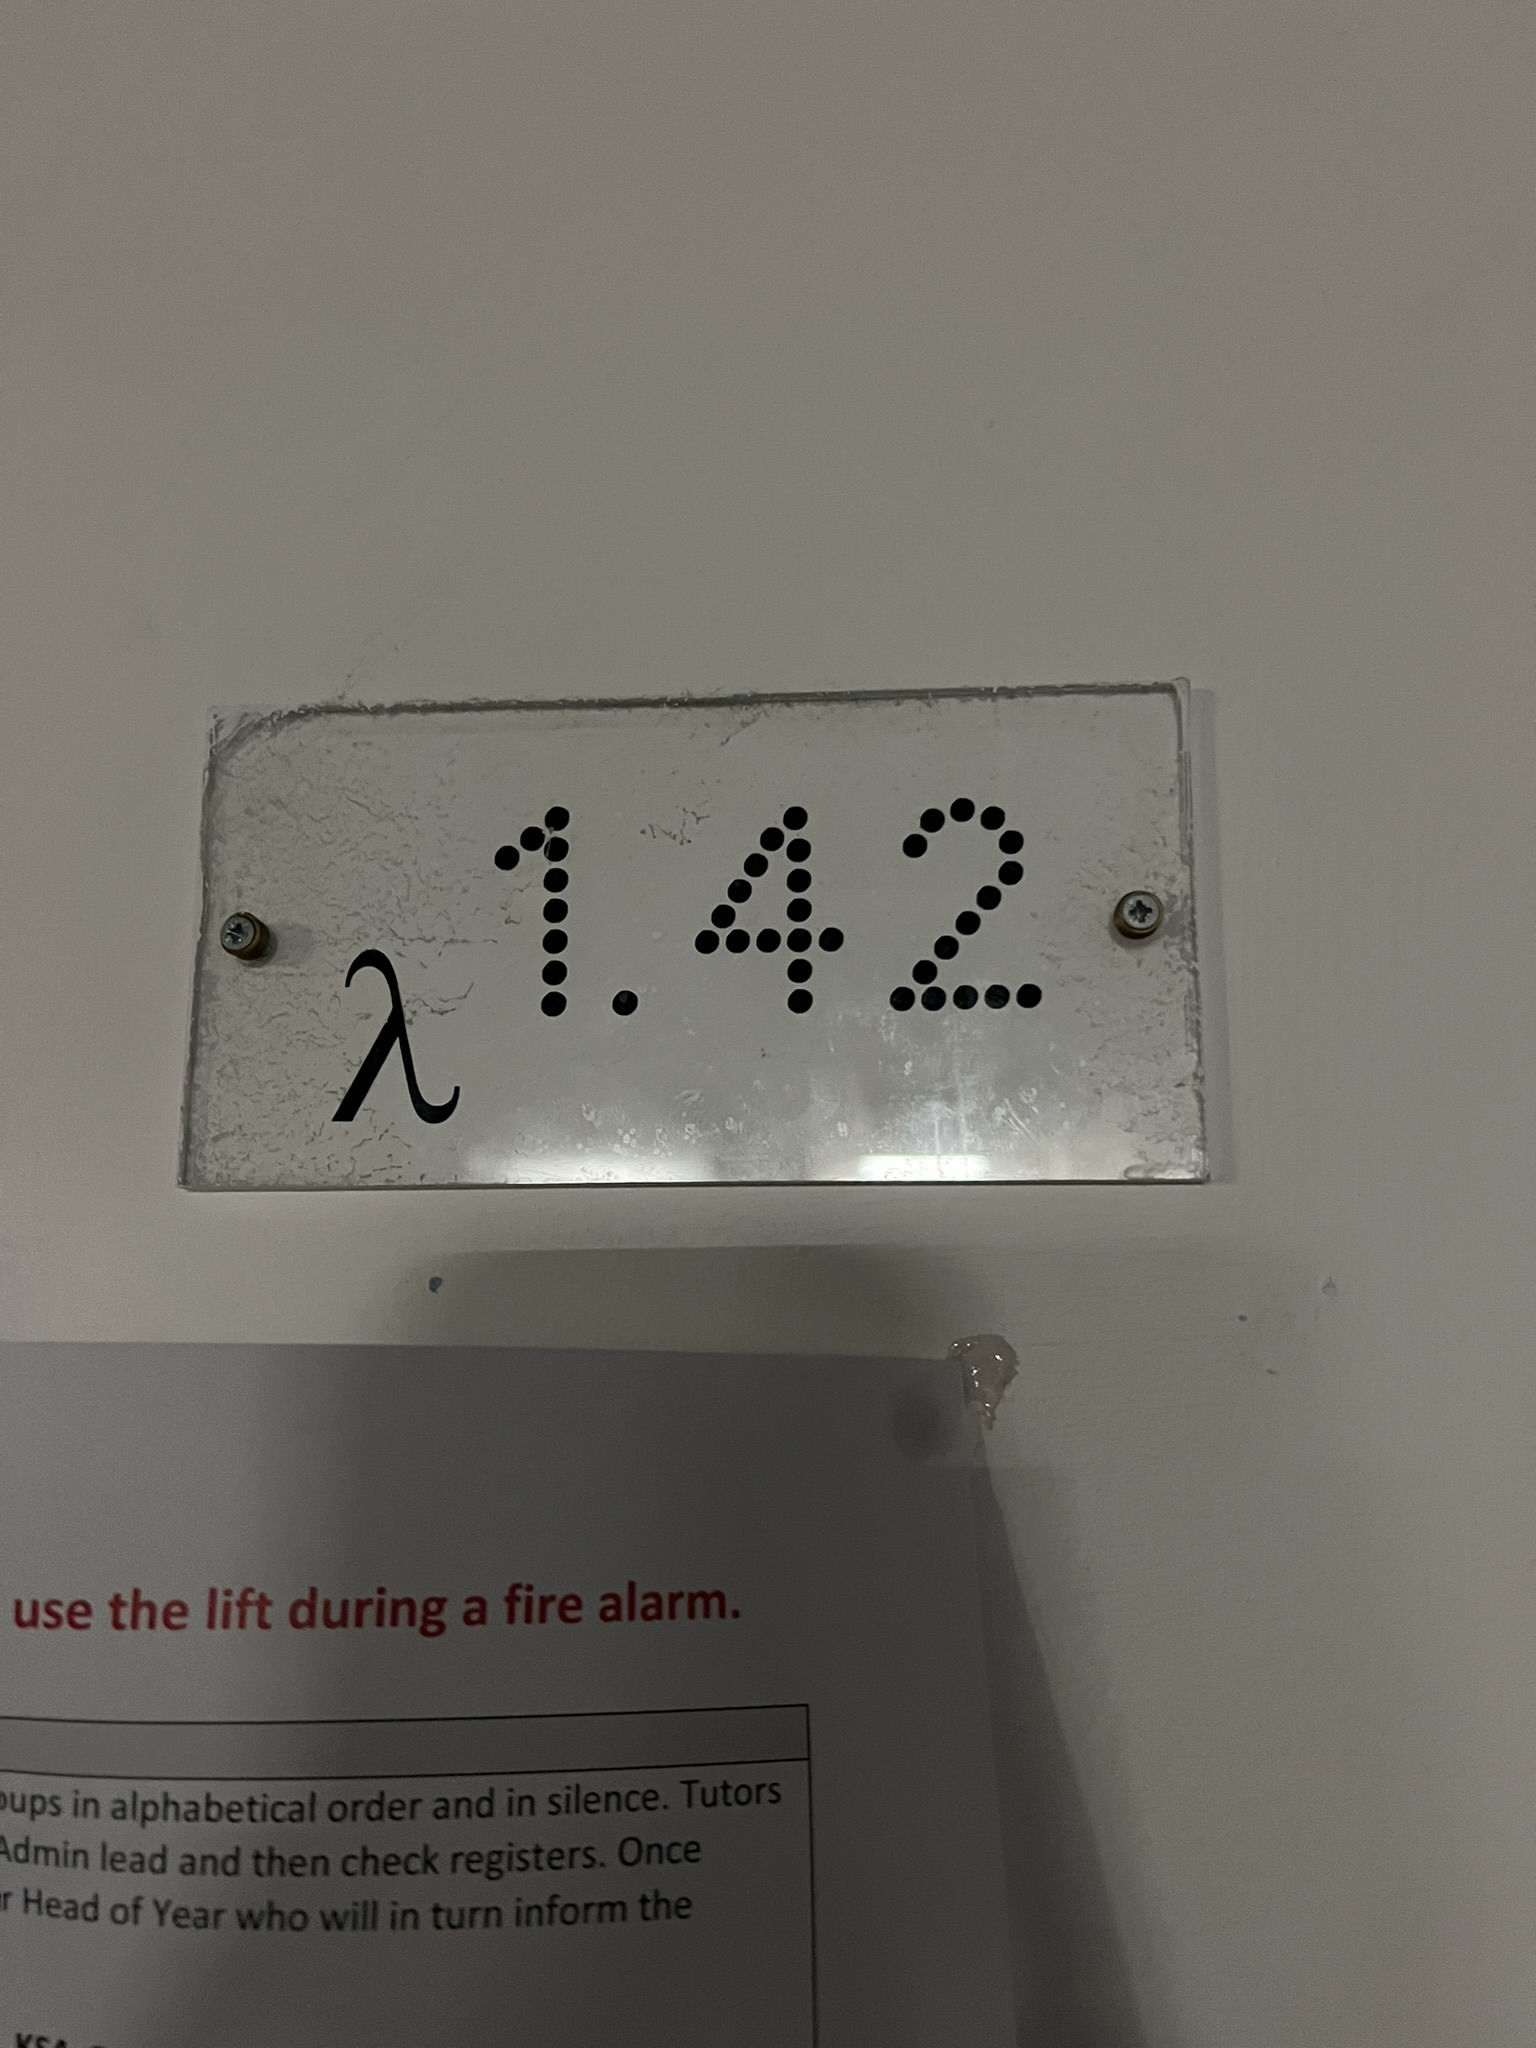 λ1.42
use the lift during a fire alarm.
in alphabetical order and in silence. Tutors
Admin lead and then check registers. Once
Head of Year who will in turn inform the